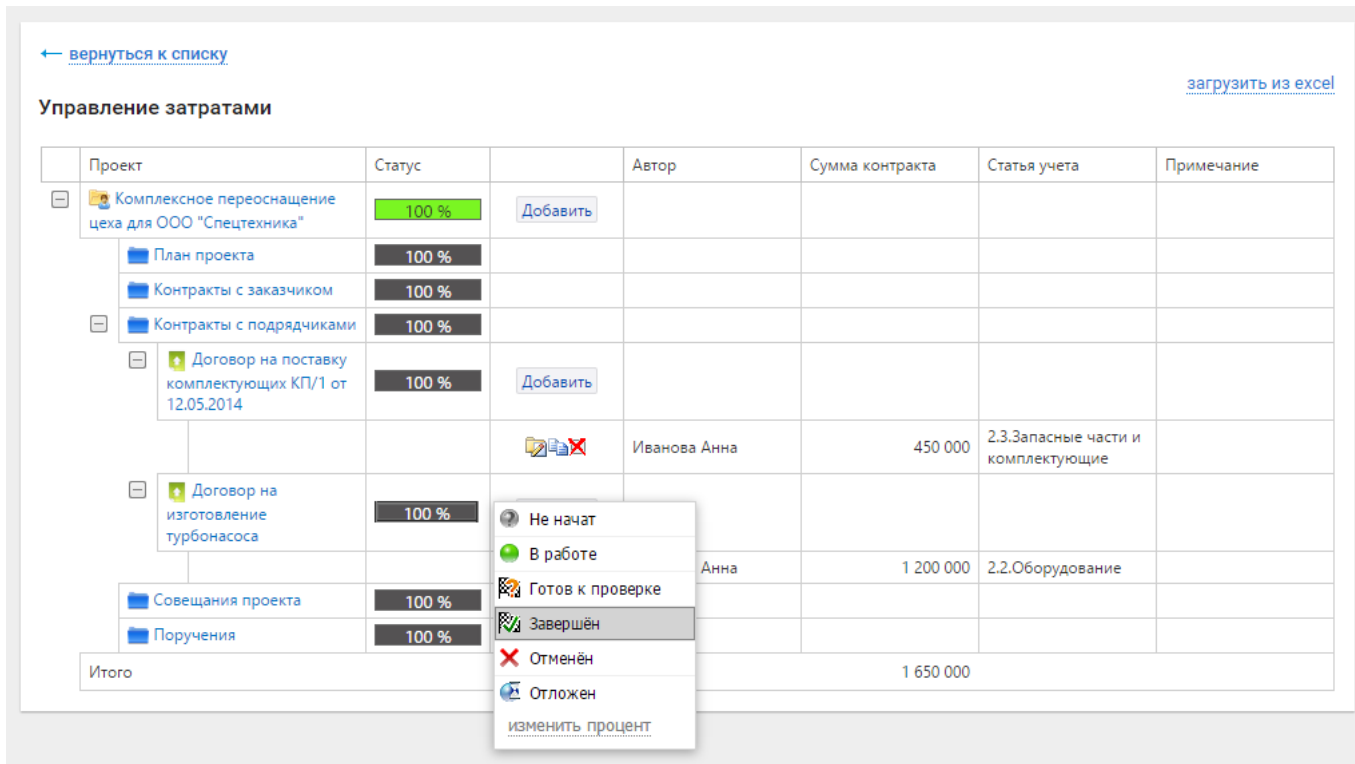 ← вернуться к списку
загрузить из excel
Управление затратами
Проект Статус Автор Сумма контракта Статья учета Примечание
Комплексное переоснащение
цеха для ООО "Спецтехника"
100 % Добавить
План проекта 100 %
Контракты с заказчиком 100 %
Контракты с подрядчиками 100 %
Договор на поставку
комплектующих КП/1 от
12.05.2014
100 % Добавить
Иванова Анна 450 000 2.3.Запасные части и
комплектующие
Договор на
изготовление
турбонасоса
100 %
Анна 1 200 000 2.2.Оборудование
Совещания проекта 100 %
Поручения 100 %
Итого 1 650 000
Не начат
В работе
Готов к проверке
Завершён
Отменён
Отложен
изменить процент